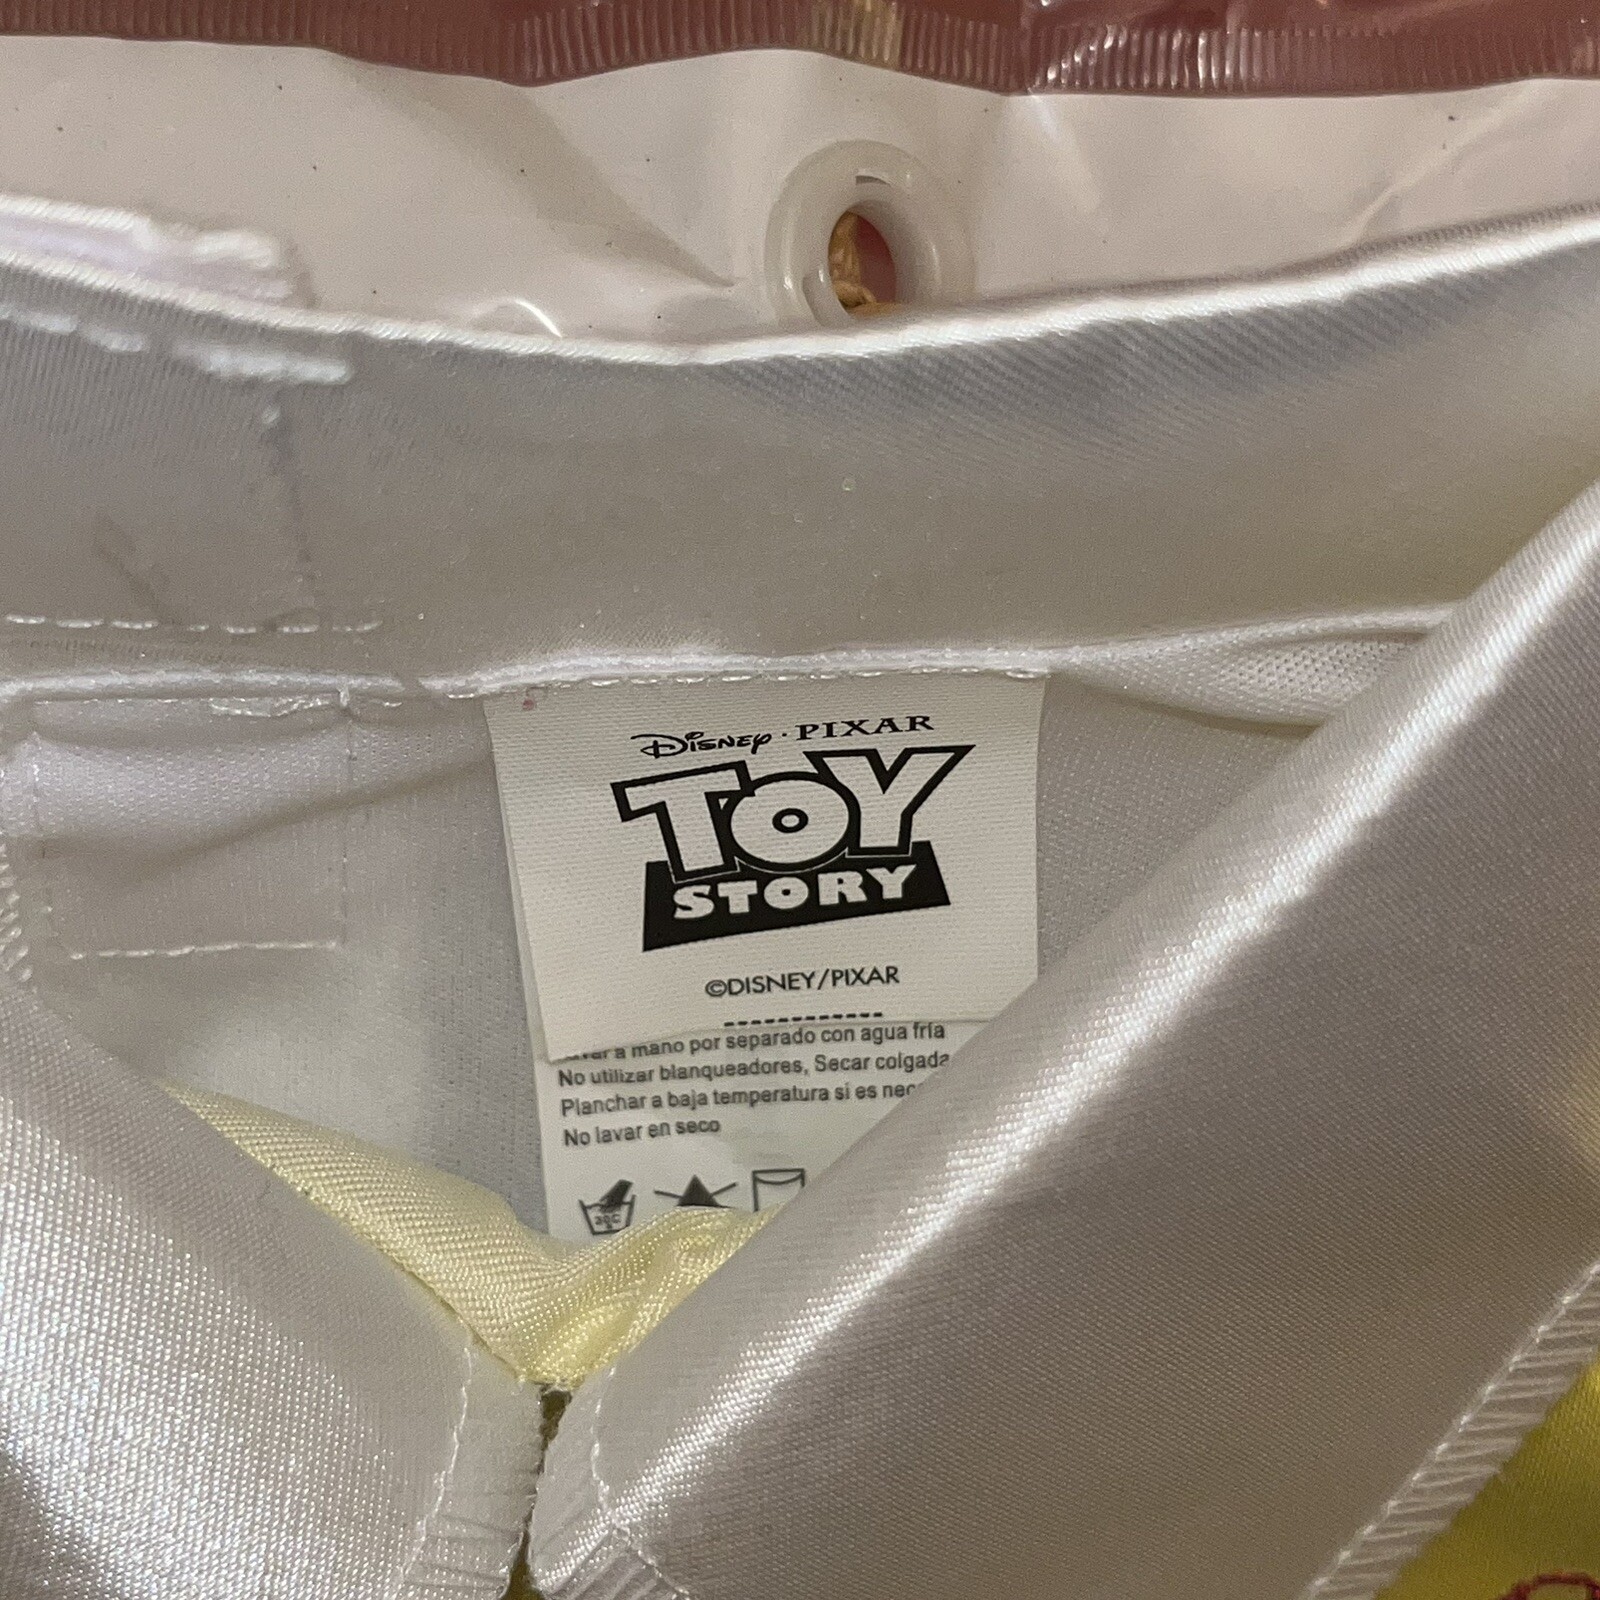 Disney · PIXAR
TOY
STORY
©DISNEY/PIXAR
a mano por separado con agua fría
No utilizar blanqueadores, Secar colgada
Planchar a baja temperatura si es
No lavar en seco